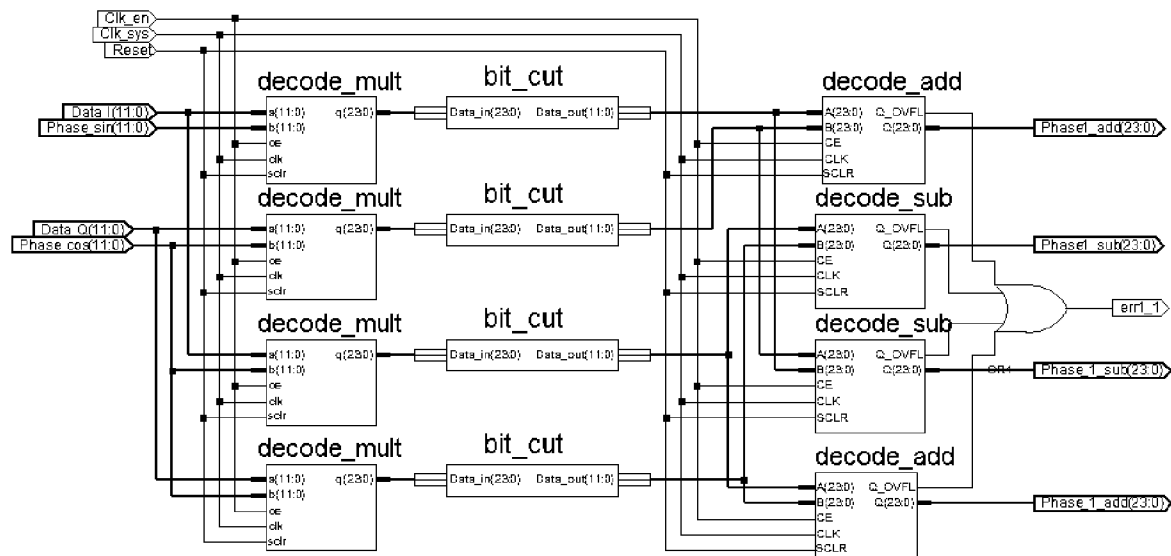 Clk_en
Clk_sys
Reset
decode_mult
bit_cut
decode_add
Data I(11:0)
Phase_sin(11:0)
a(11:0) q(23:0)
b(11:0)
ce
clk
sclr
Data_in(23:0) Data_out(11:0)
A(23:0) Q_OVFL
B(23:0) Q(23:0)
CE
CLK
SCLR
Phase1_add(23:0)
decode_mult
bit_cut
decode_sub
Data_Q(11:0)
Phase cos(11:0)
a(11:0) q(23:0)
b(11:0)
ce
clk
sclr
Data_in(23:0) Data_out(11:0)
A(23:0) Q_OVFL
B(23:0) Q(23:0)
CE
CLK
SCLR
Phase1_sub(23:0)
err1_1
decode_mult
bit_cut
decode_sub
a(11:0) q(23:0)
b(11:0)
ce
clk
sclr
Data_in(23:0) Data_out(11:0)
A(23:0) Q_OVFL
B(23:0) Q(23:0)
CE
CLK
SCLR
OR4
Phase_1_sub(23:0)
decode_mult
bit_cut
decode_add
a(11:0) q(23:0)
b(11:0)
ce
clk
sclr
Data_in(23:0) Data_out(11:0)
A(23:0) Q_OVFL
B(23:0) Q(23:0)
CE
CLK
SCLR
Phase_1_add(23:0)